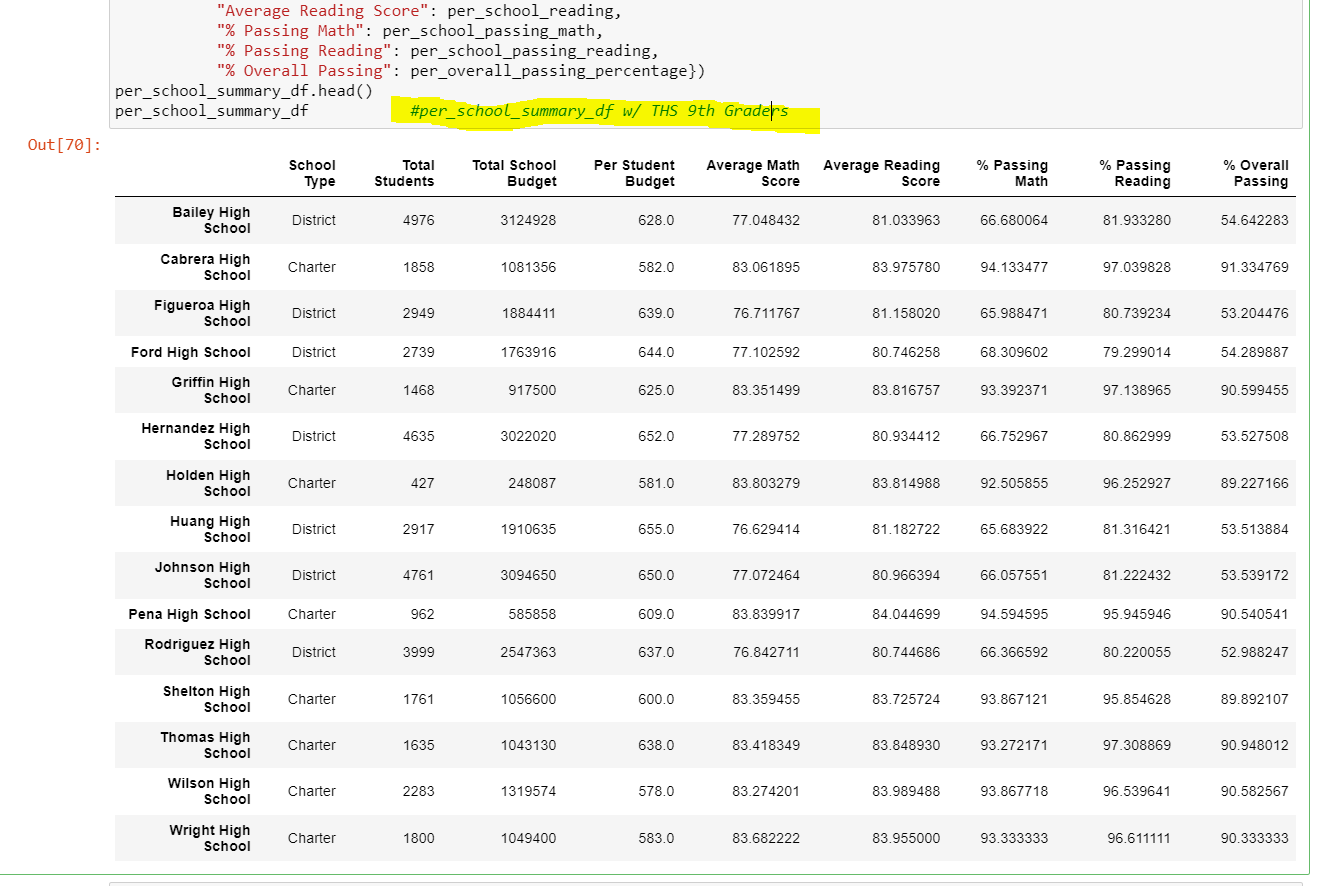 "Average Reading Score": per_school_reading,
"% Passing Math": per_school_passing_math,
"% Passing Reading": per_school_passing_reading,
"% Overall Passing": per_overall_passing_percentage})
per_school_summary_df.head()
per_school_summary_df #per_school_summary_df w/ THS 9th Graders
Out[70]:
School Type Total Students Total School Budget Per Student Budget Average Math Score Average Reading Score % Passing Math % Passing Reading % Overall Passing
Bailey High School District 4976 3124928 628.0 77.048432 81.033963 66.680064 81.933280 54.642283
Cabrera High School Charter 1858 1081356 582.0 83.061895 83.975780 94.133477 97.039828 91.334769
Figueroa High School District 2949 1884411 639.0 76.711767 81.158020 65.988471 80.739234 53.204476
Ford High School District 2739 1763916 644.0 77.102592 80.746258 68.309602 79.299014 54.289887
Griffin High School Charter 1468 917500 625.0 83.351499 83.816757 93.392371 97.138965 90.599455
Hernandez High School District 4635 3022020 652.0 77.289752 80.934412 66.752967 80.862999 53.527508
Holden High School Charter 427 248087 581.0 83.803279 83.814988 92.505855 96.252927 89.227166
Huang High School District 2917 1910635 655.0 76.629414 81.182722 65.683922 81.316421 53.513884
Johnson High School District 4761 3094650 650.0 77.072464 80.966394 66.057551 81.222432 53.539172
Pena High School Charter 962 585858 609.0 83.839917 84.044699 94.594595 95.945946 90.540541
Rodriguez High School District 3999 2547363 637.0 76.842711 80.744686 66.366592 80.220055 52.988247
Shelton High School Charter 1761 1056600 600.0 83.359455 83.725724 93.867121 95.854628 89.892107
Thomas High School Charter 1635 1043130 638.0 83.418349 83.848930 93.272171 97.308869 90.948012
Wilson High School Charter 2283 1319574 578.0 83.274201 83.989488 93.867718 96.539641 90.582567
Wright High School Charter 1800 1049400 583.0 83.682222 83.955000 93.333333 96.611111 90.333333